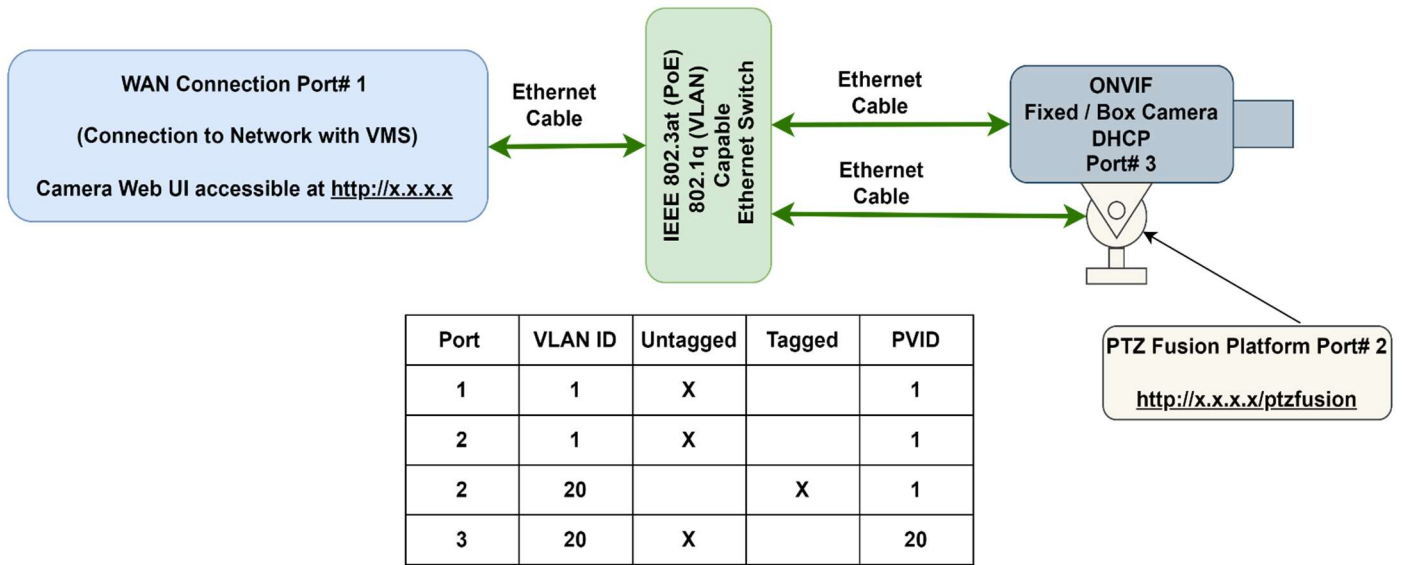 WAN Connection Port# 1
(Connection to Network with VMS)
Camera Web UI accessible at http://x.x.x.x
Ethernet
Cable
IEEE 802.3at (PoE)
802.1q (VLAN)
Capable
Ethernet Switch
Ethernet
Cable
Ethernet
Cable
ONVIF
Fixed / Box Camera
DHCP
Port# 3
PTZ Fusion Platform Port# 2
http://x.x.x.x/ptzfusion
Port VLAN ID Untagged Tagged PVID
1 1 X 1
2 1 X 1
2 20 X 1
3 20 X 20